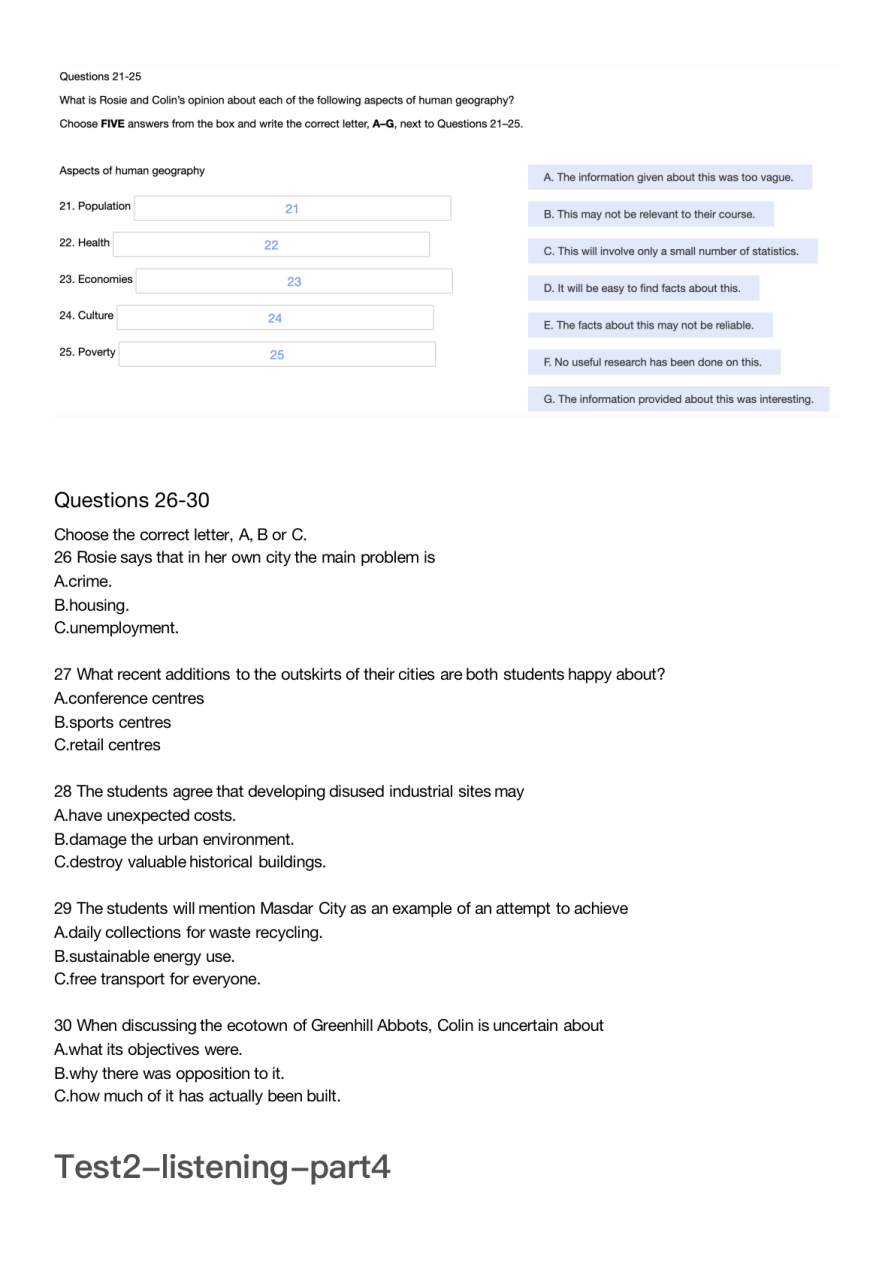 Questions 21-25
What is Rosie and Colin's opinion about each of the following aspects of human geography?
Choose FIVE answers from the box and write the correct letter, A–G, next to Questions 21–25.
Aspects of human geography
21. Population 21
22. Health 22
23. Economies 23
24. Culture 24
25. Poverty 25
A. The information given about this was too vague.
B. This may not be relevant to their course.
C. This will involve only a small number of statistics.
D. It will be easy to find facts about this.
E. The facts about this may not be reliable.
F. No useful research has been done on this.
G. The information provided about this was interesting.
Questions 26-30
Choose the correct letter, A, B or C.
26 Rosie says that in her own city the main problem is
A.crime.
B.housing.
C.unemployment.
27 What recent additions to the outskirts of their cities are both students happy about?
A.conference centres
B.sports centres
C.retail centres
28 The students agree that developing disused industrial sites may
A.have unexpected costs.
B.damage the urban environment.
C.destroy valuable historical buildings.
29 The students will mention Masdar City as an example of an attempt to achieve
A.daily collections for waste recycling.
B.sustainable energy use.
C.free transport for everyone.
30 When discussing the ecotown of Greenhill Abbots, Colin is uncertain about
A.what its objectives were.
B.why there was opposition to it.
C.how much of it has actually been built.
Test2–listening–part4